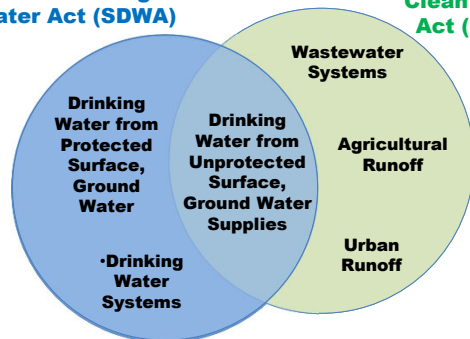 ater Act (SDWA)
Clean
Act (
Wastewater
Systems
Drinking
Water from
Protected
Surface,
Ground
Water
Drinking
Water from
Unprotected
Surface,
Ground Water
Supplies
Agricultural
Runoff
•Drinking
Water
Systems
Urban
Runoff